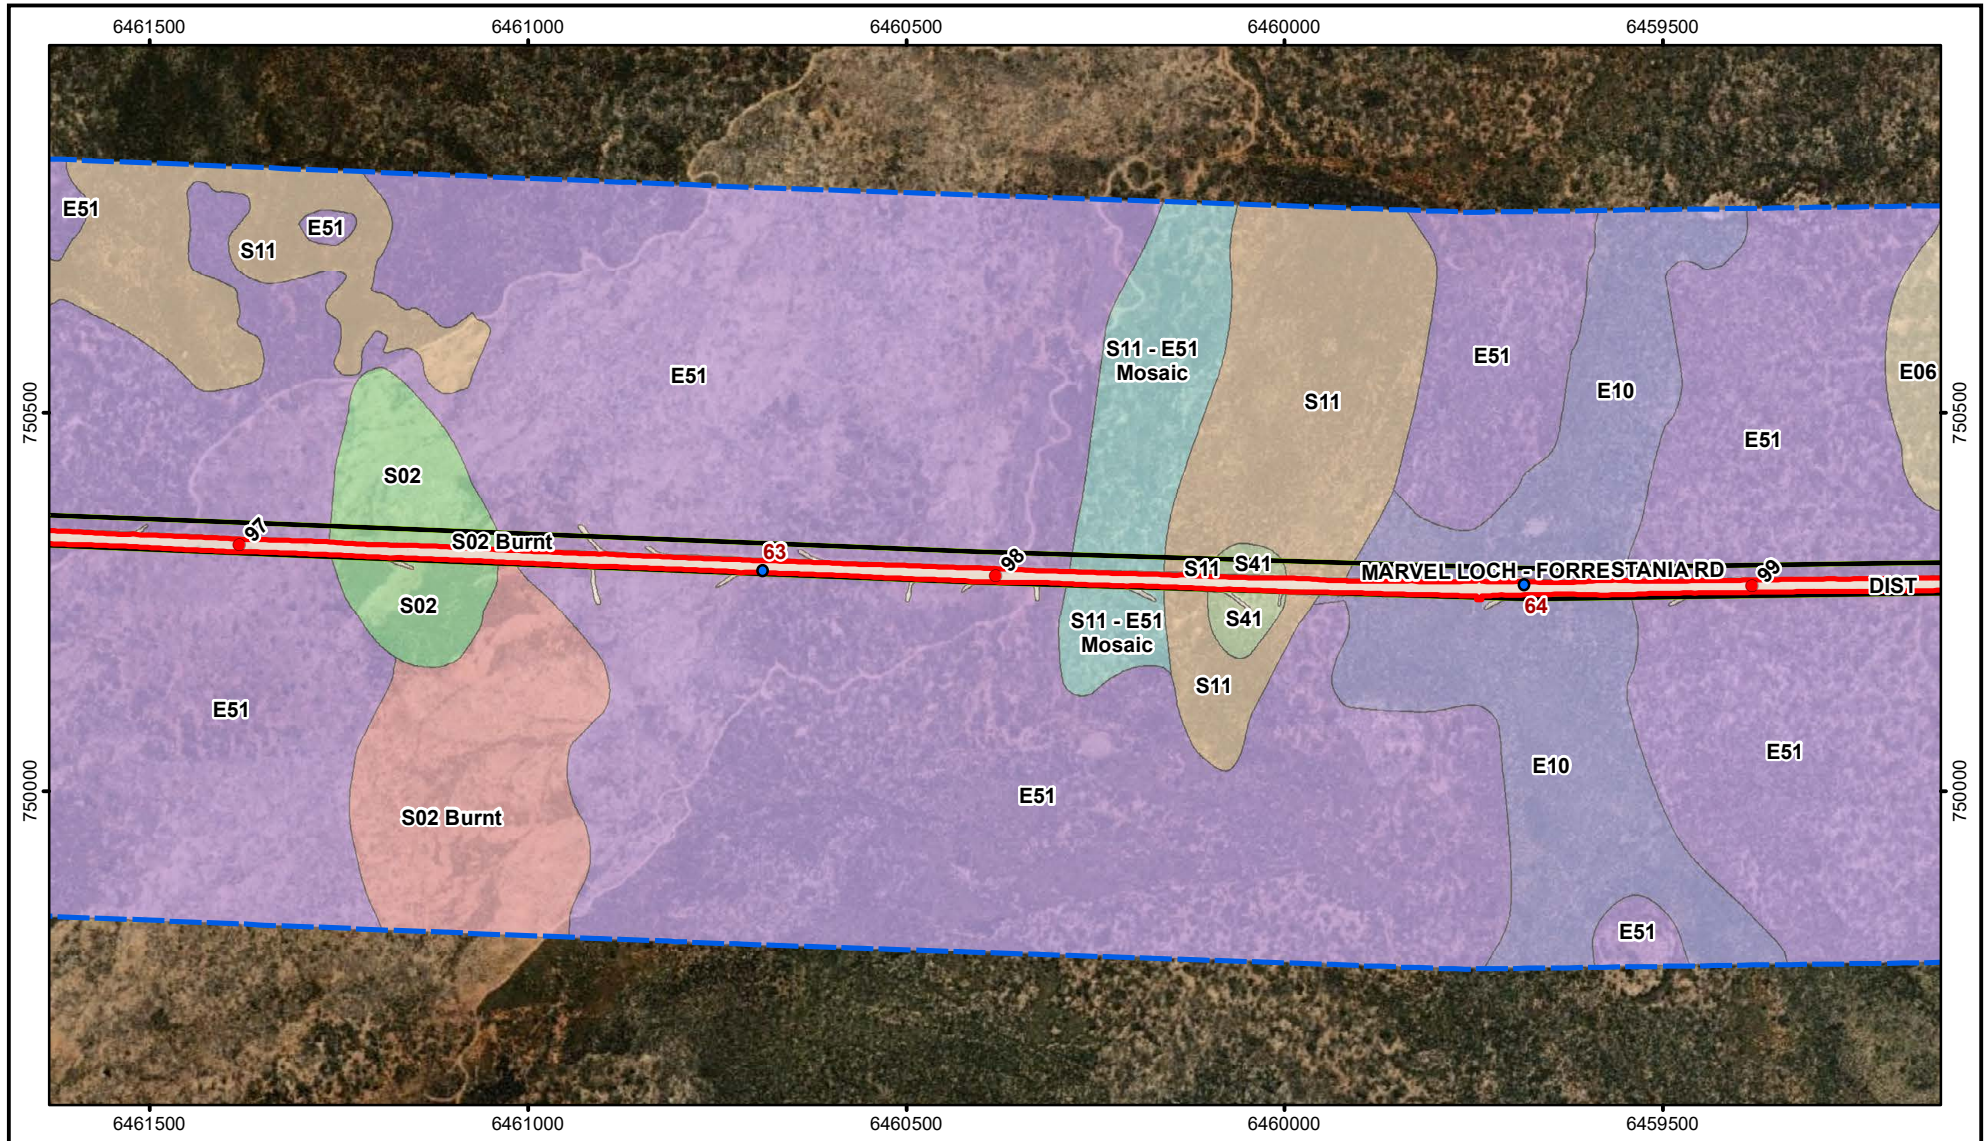 6461500 6461000 6460500 6460000 6459500
E51
E51
S11
S11 - E51
Mosaic
E51
E51
E06
E10
S11
750500
750500
E51
S02
97
S02 Burnt
63
98
S11
S41
MARVEL LOCH - FORRESTANIA RD
99
DIST
S02
64
S41
S11 - E51
Mosaic
S11
E51
E51
E10
750000
750000
E51
S02 Burnt
E51
6461500 6461000 6460500 6460000 6459500